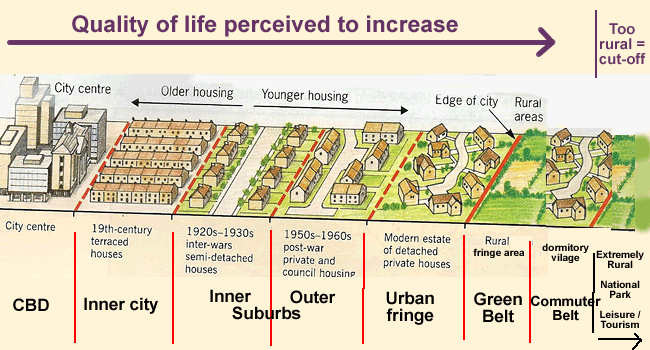 Quality of life perceived to increase
Too
rural =
cut-off
City centre
Older housing
Younger housing
Edge of city
Rural
areas
City centre
19th-century
terraced
houses
1920s–1930s
inter-wars
semi-detached
houses
1950s–1960s
post-war
private and
council housing
Modern estate
of detached
private houses
Rural
fringe area
dormitory
vilage
Extremely
Rural
National
Park
Leisure /
Tourism
CBD
Inner city
Inner
Outer
Suburbs
Urban
fringe
Green
Belt
Commuter
Belt